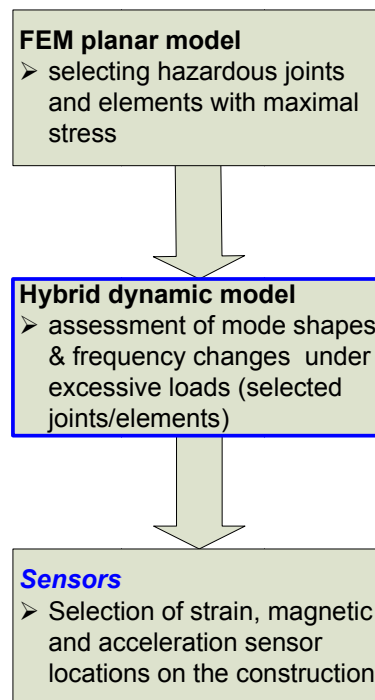 FEM planar model
➢ selecting hazardous joints
and elements with maximal
stress
Hybrid dynamic model
➢ assessment of mode shapes
& frequency changes under
excessive loads (selected
joints/elements)
Sensors
➢ Selection of strain, magnetic
and acceleration sensor
locations on the construction